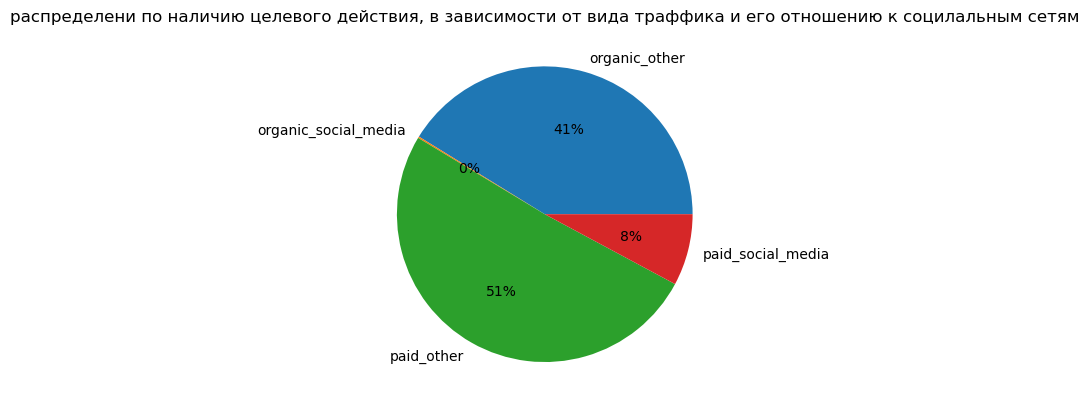 распределени по наличию целевого действия, в зависимости от вида траффика и его отношению к социлальным сетям
organic_other
41%
organic_social_media
0%
8%
paid_social_media
51%
paid_other